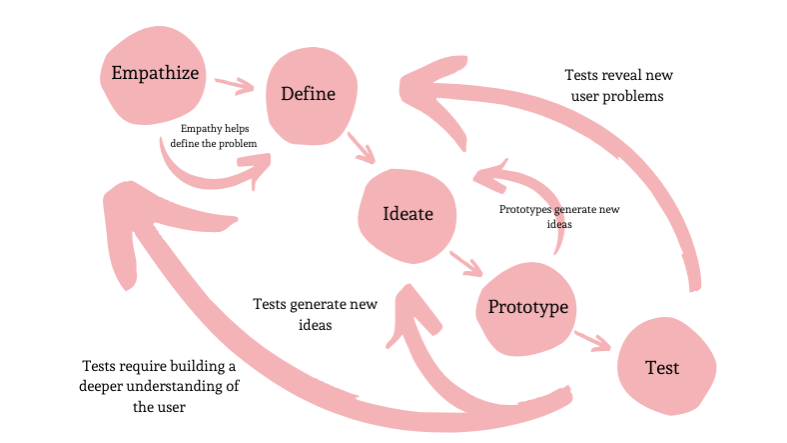 Empathize
Define
Empathy helps
define the problem
Tests reveal new
user problems
Ideate
Prototypes generate new
ideas
Tests generate new
ideas
Prototype
Test
Tests require building a
deeper understanding of
the user